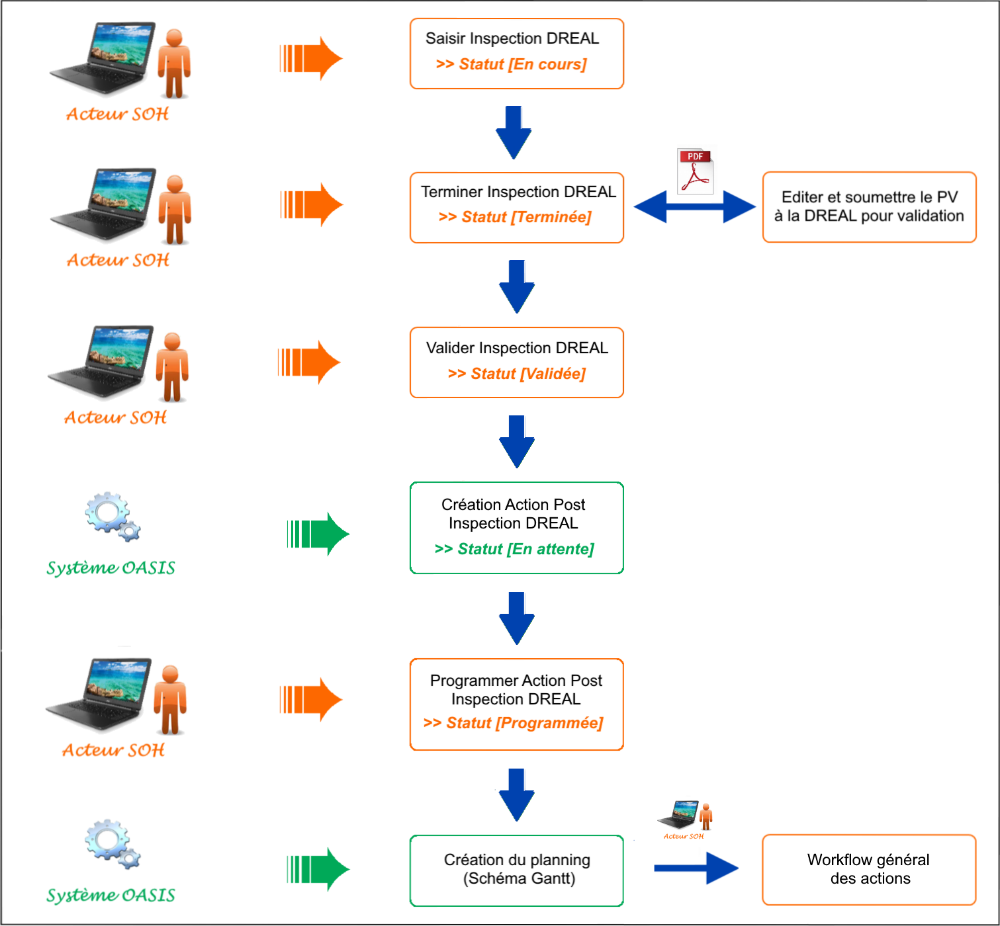 Saisir Inspection DREAL
>> Statut [En cours]
Acteur SOH
PDF
Terminer Inspection DREAL
>> Statut [Terminée]
Editer et soumettre le PV
à la DREAL pour validation
Acteur SOH
Valider Inspection DREAL
>> Statut [Validée]
Acteur SOH
Création Action Post
Inspection DREAL
>> Statut [En attente]
Système OASIS
Programmer Action Post
Inspection DREAL
>> Statut [Programmée]
Acteur SOH
Acteur SOH
Création du planning
(Schéma Gantt)
Workflow général
des actions
Système OASIS